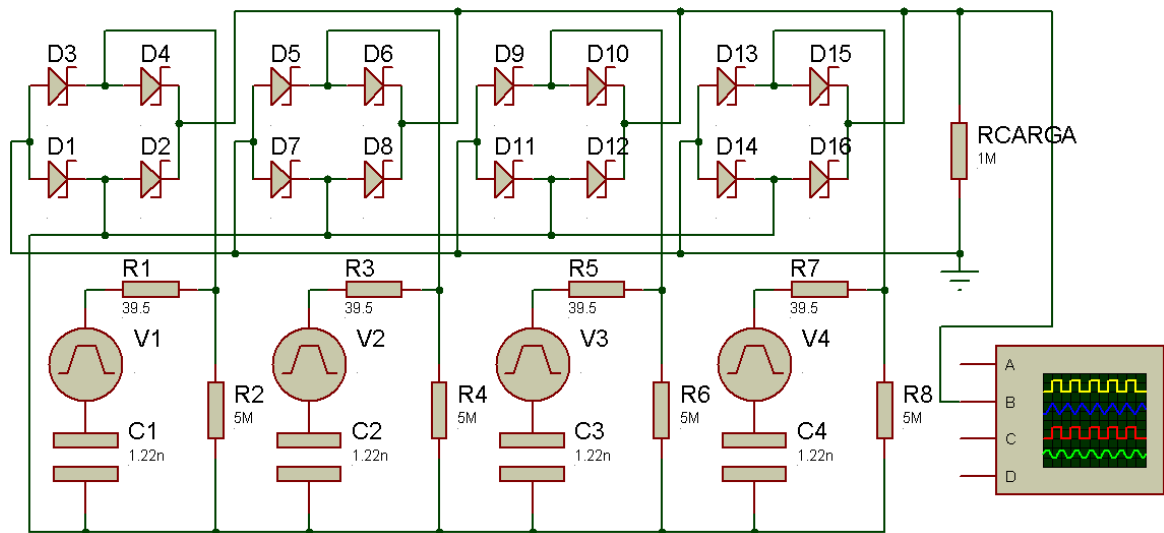 D3 D4 D5 D6 D9 D10 D13 D15
D1 D2 D7 D8 D11 D12 D14 D16
RCARGA
1M
R1 R3 R5 R7
39.5 39.5 39.5 39.5
V1 V2 V3 V4
A
R2 R4 R6 R8
B
5M 5M 5M 5M
C1 C2 C3 C4
C
1.22n 1.22n 1.22n 1.22n
D